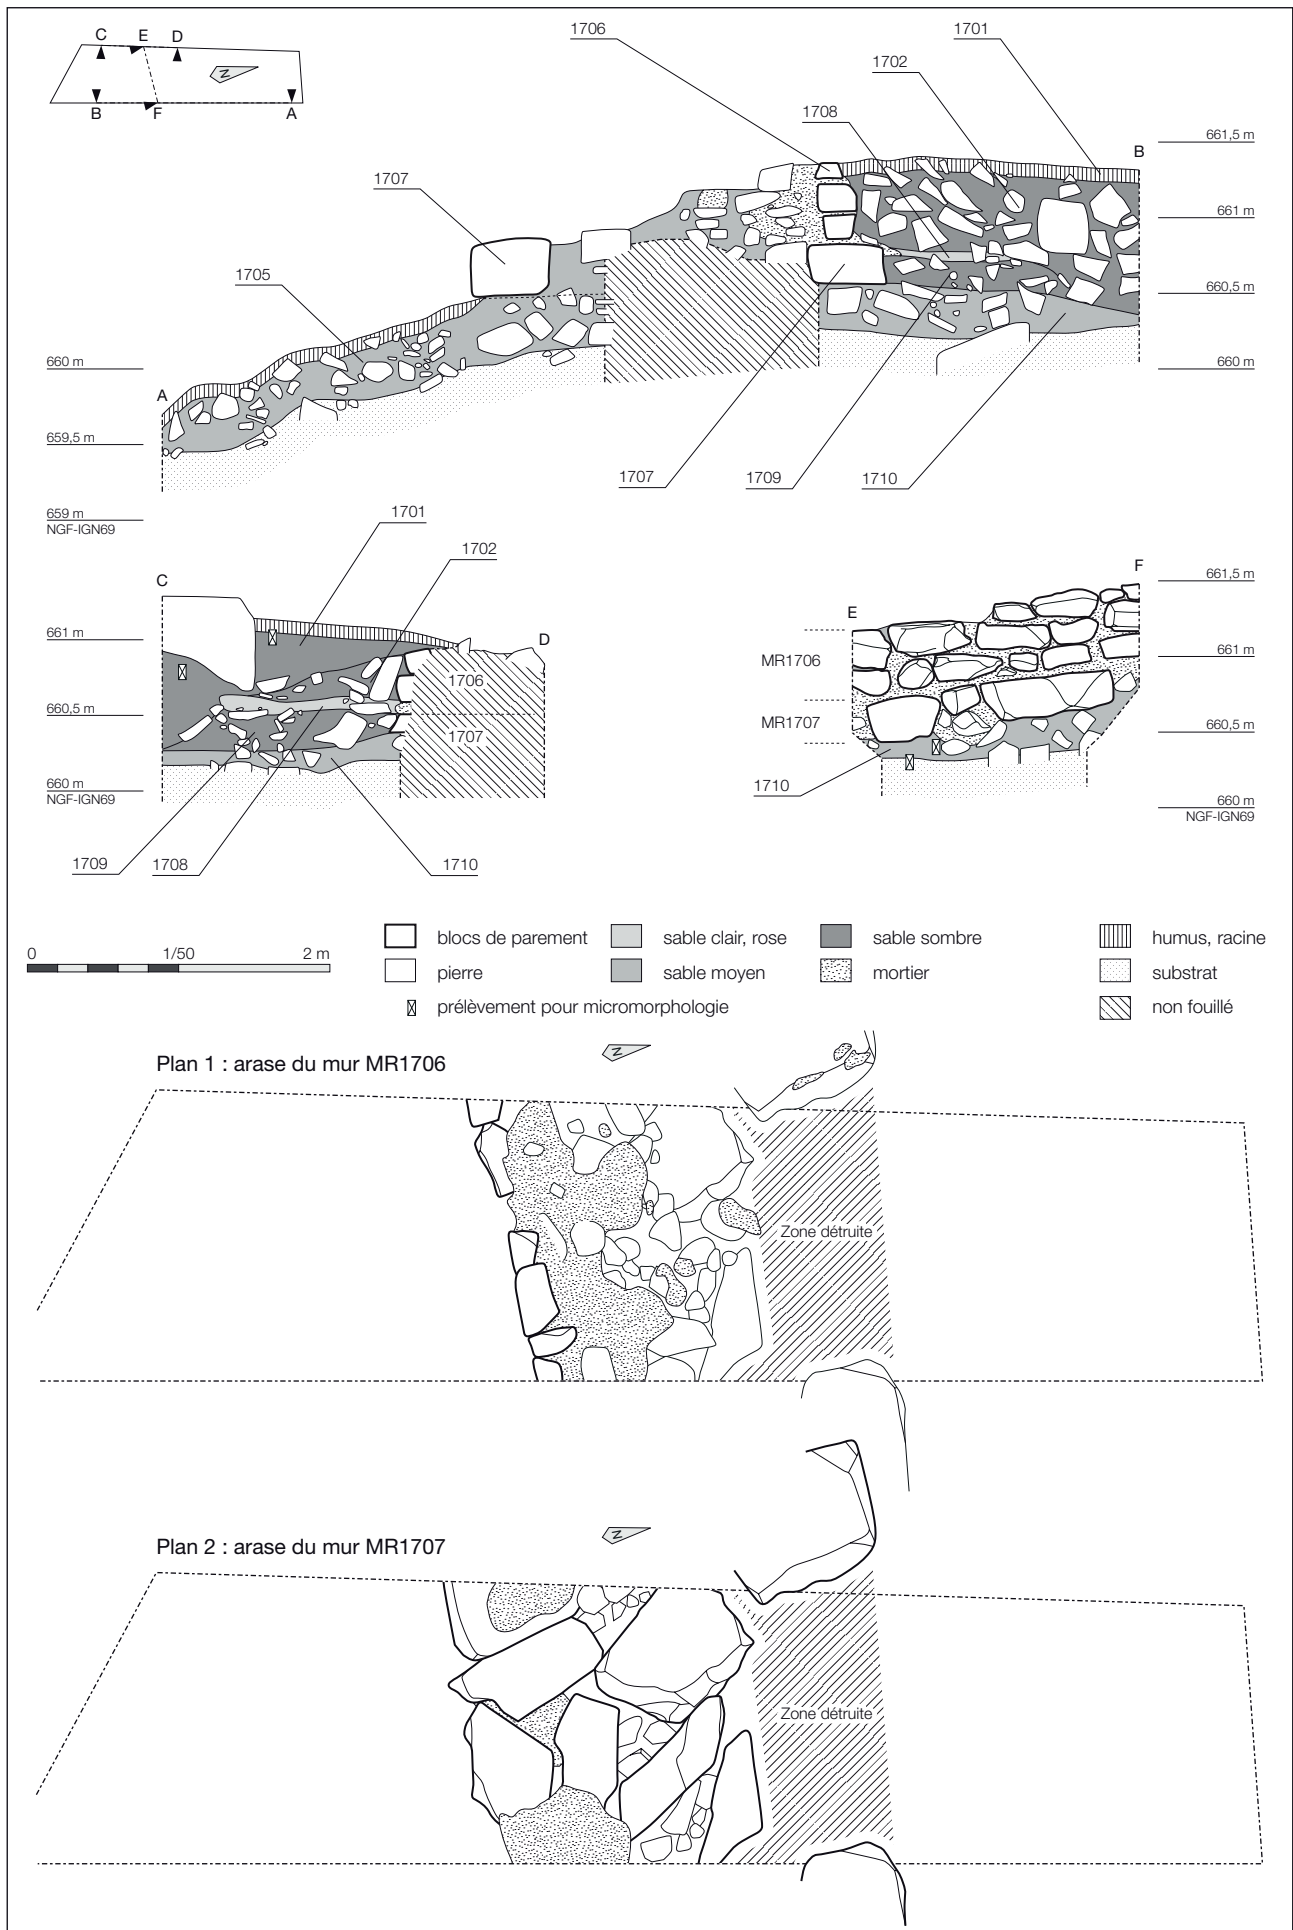 C E D
N
B F A
1706
1701
1702
1708
1707
1705
661,5 m
B
661 m
660,5 m
660 m
660 m
A
659,5 m
1707
1709
1710
659 m
NGF-IGN69
1701
1702
C
661 m
D
1706
660,5 m
1707
660 m
NGF-IGN69
1709
1708
1710
F
661,5 m
E
MR1706
661 m
MR1707
660,5 m
1710
660 m
NGF-IGN69
0 1/50 2 m
blocs de parement
sable clair, rose
sable sombre
humus, racine
pierre
sable moyen
mortier
substrat
prélèvement pour micromorphologie
non fouillé
N
Plan 1 : arase du mur MR1706
Zone détruite
N
Plan 2 : arase du mur MR1707
Zone détruite